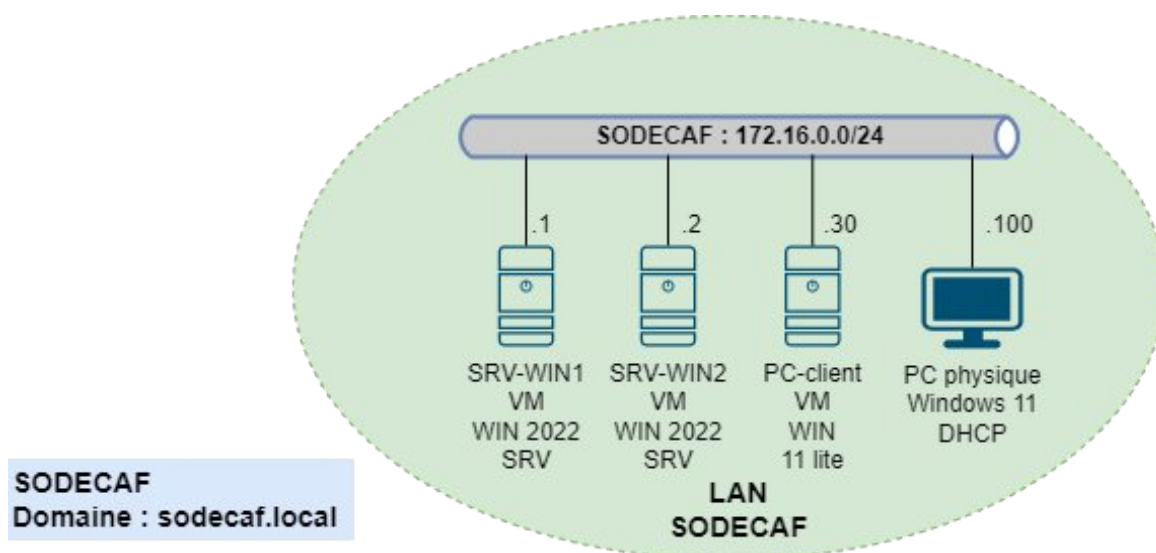 SODECAF : 172.16.0.0/24
.1
.2
.30
.100
SRV-WIN1
VM
WIN 2022
SRV
SRV-WIN2
VM
WIN 2022
SRV
PC-client
VM
WIN
11 lite
PC physique
Windows 11
DHCP
LAN
SODECAF
SODECAF
Domaine : sodecaf.local